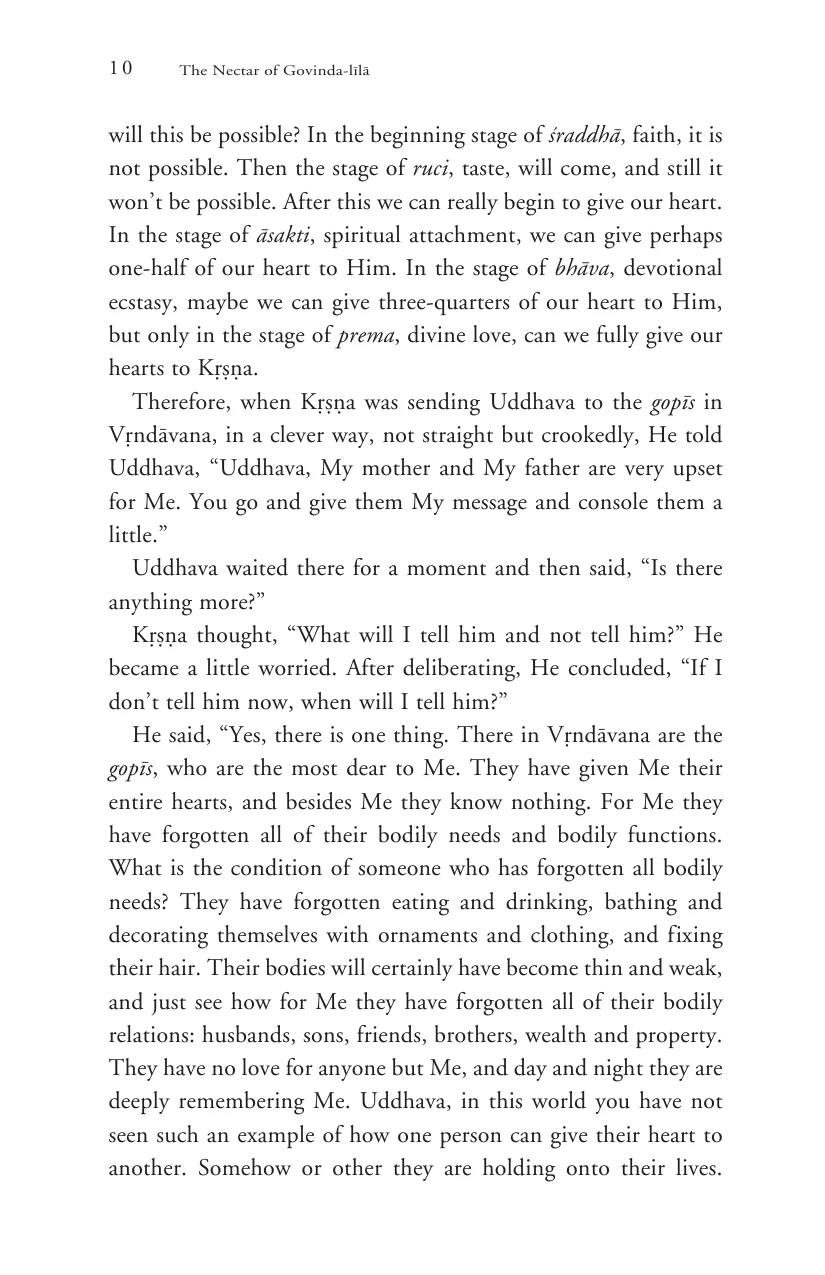 10 The Nectar of Govinda-līlā
will this be possible? In the beginning stage of śraddhā, faith, it is
not possible. Then the stage of ruci, taste, will come, and still it
won’t be possible. After this we can really begin to give our heart.
In the stage of āsakti, spiritual attachment, we can give perhaps
one-half of our heart to Him. In the stage of bhāva, devotional
ecstasy, maybe we can give three-quarters of our heart to Him,
but only in the stage of prema, divine love, can we fully give our
hearts to Kṛṣṇa.
Therefore, when Kṛṣṇa was sending Uddhava to the gopīs in
Vṛndāvana, in a clever way, not straight but crookedly, He told
Uddhava, “Uddhava, My mother and My father are very upset
for Me. You go and give them My message and console them a
little.”
Uddhava waited there for a moment and then said, “Is there
anything more?”
Kṛṣṇa thought, “What will I tell him and not tell him?” He
became a little worried. After deliberating, He concluded, “If I
don’t tell him now, when will I tell him?”
He said, “Yes, there is one thing. There in Vṛndāvana are the
gopīs, who are the most dear to Me. They have given Me their
entire hearts, and besides Me they know nothing. For Me they
have forgotten all of their bodily needs and bodily functions.
What is the condition of someone who has forgotten all bodily
needs? They have forgotten eating and drinking, bathing and
decorating themselves with ornaments and clothing, and fixing
their hair. Their bodies will certainly have become thin and weak,
and just see how for Me they have forgotten all of their bodily
relations: husbands, sons, friends, brothers, wealth and property.
They have no love for anyone but Me, and day and night they are
deeply remembering Me. Uddhava, in this world you have not
seen such an example of how one person can give their heart to
another. Somehow or other they are holding onto their lives.